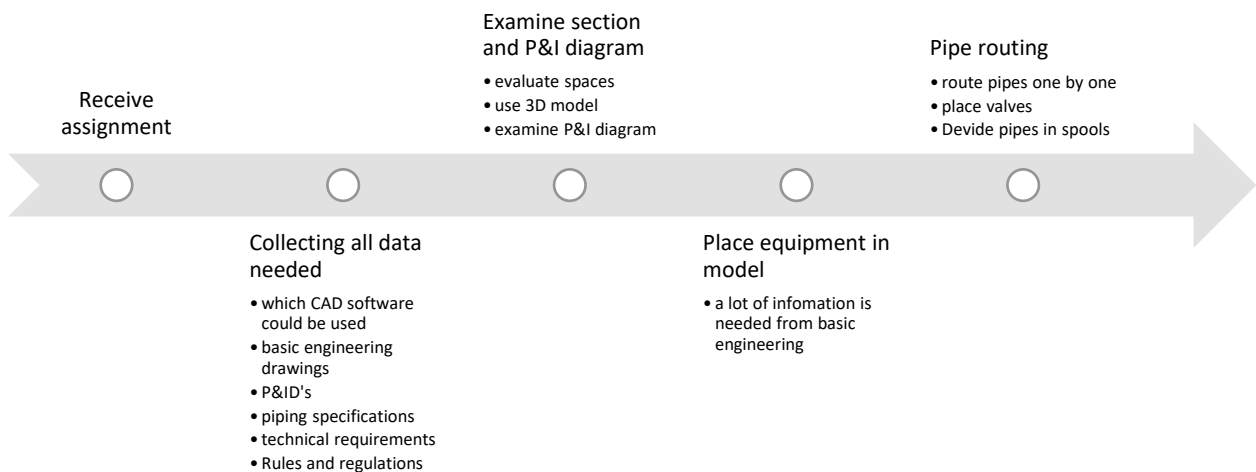 Receive
assignment
Collecting all data
needed
• which CAD software
could be used
• basic engineering
drawings
• P&ID's
• piping specifications
• technical requirements
• Rules and regulations
Examine section
and P&I diagram
• evaluate spaces
• use 3D model
• examine P&I diagram
Place equipment in
model
• a lot of infomation is
needed from basic
engineering
Pipe routing
• route pipes one by one
• place valves
• Devide pipes in spools